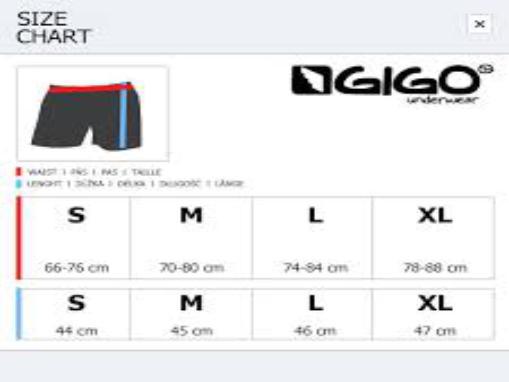 SIZE
CHART
×
GIGO
underwear
WAIST | PÁS | PAS | TAILLE
LENGHT | DĹŽKA | DÉLKA | DŁUGOŚĆ | LÄNGE
S M L XL
66-76 cm 70-80 cm 74-84 cm 78-88 cm
S M L XL
44 cm 45 cm 46 cm 47 cm